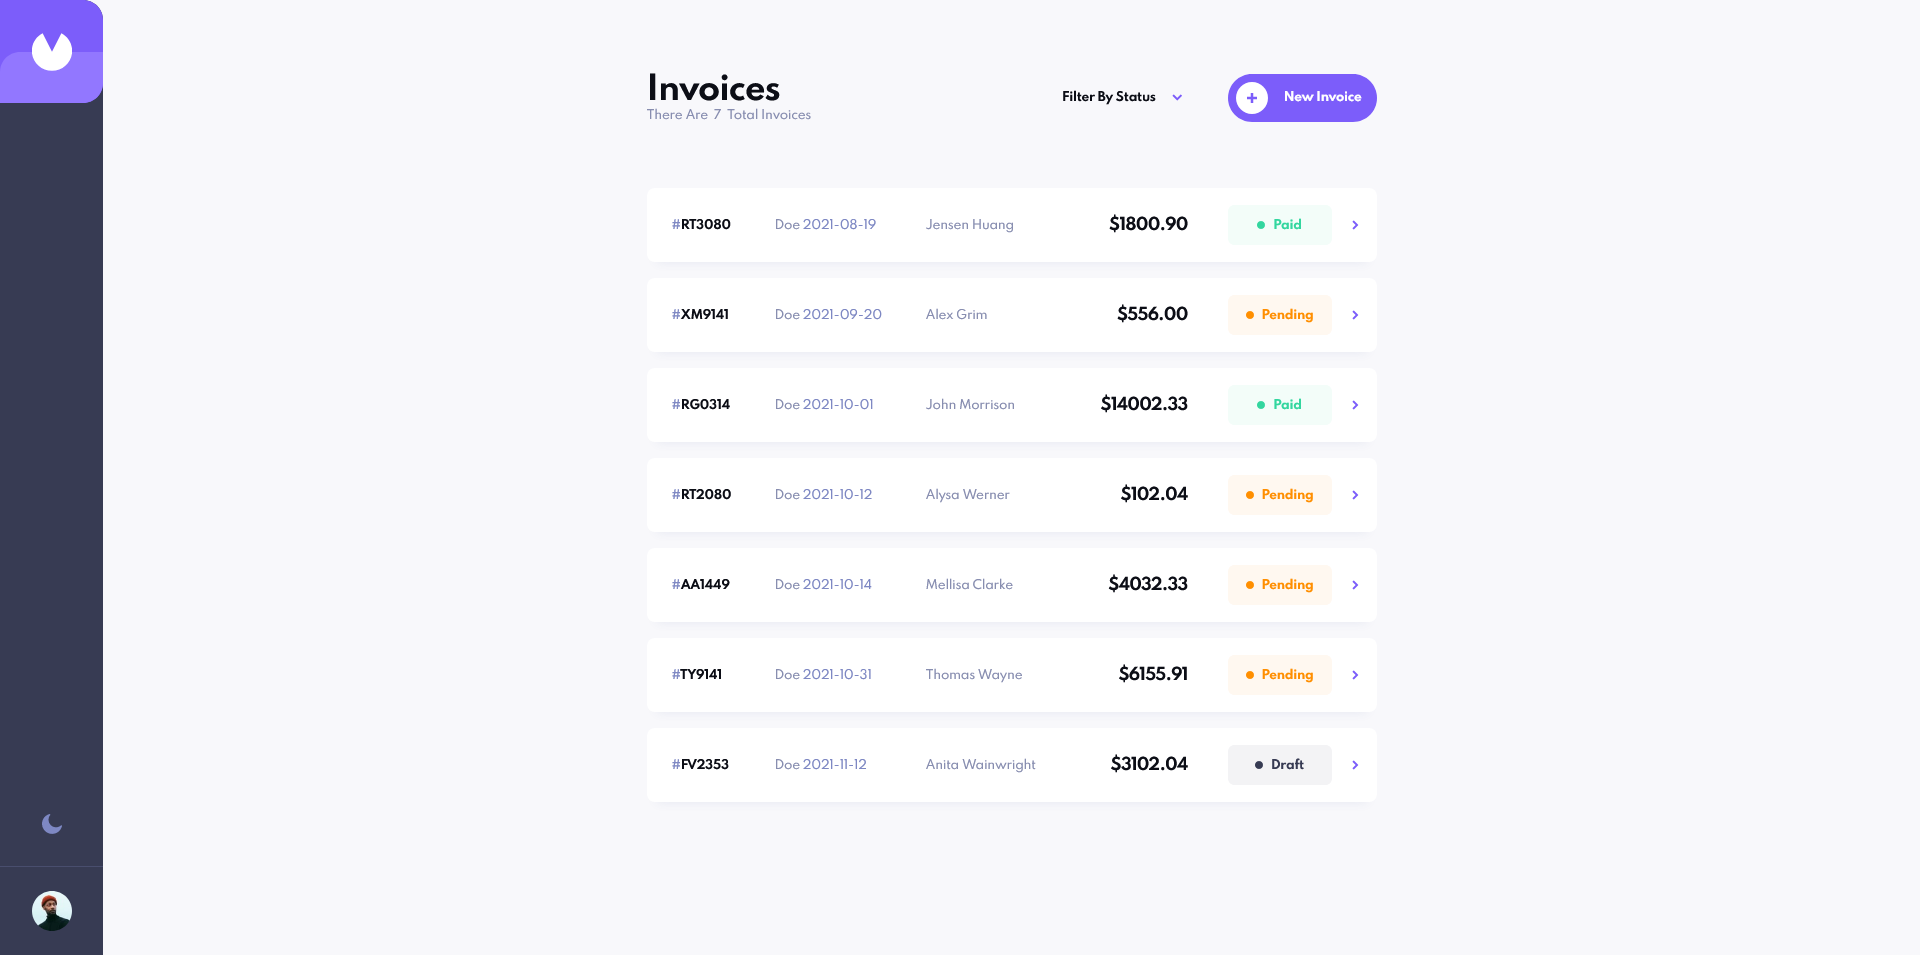 Invoices
There Are 7 Total Invoices
Filter By Status
New Invoice
#RT3080 Doe 2021-08-19 Jensen Huang $1800.90 Paid
#XM9141 Doe 2021-09-20 Alex Grim $556.00 Pending
#RG0314 Doe 2021-10-01 John Morrison $14002.33 Paid
#RT2080 Doe 2021-10-12 Alysa Werner $102.04 Pending
#AA1449 Doe 2021-10-14 Mellisa Clarke $4032.33 Pending
#TY9141 Doe 2021-10-31 Thomas Wayne $6155.91 Pending
#FV2353 Doe 2021-11-12 Anita Wainwright $3102.04 Draft